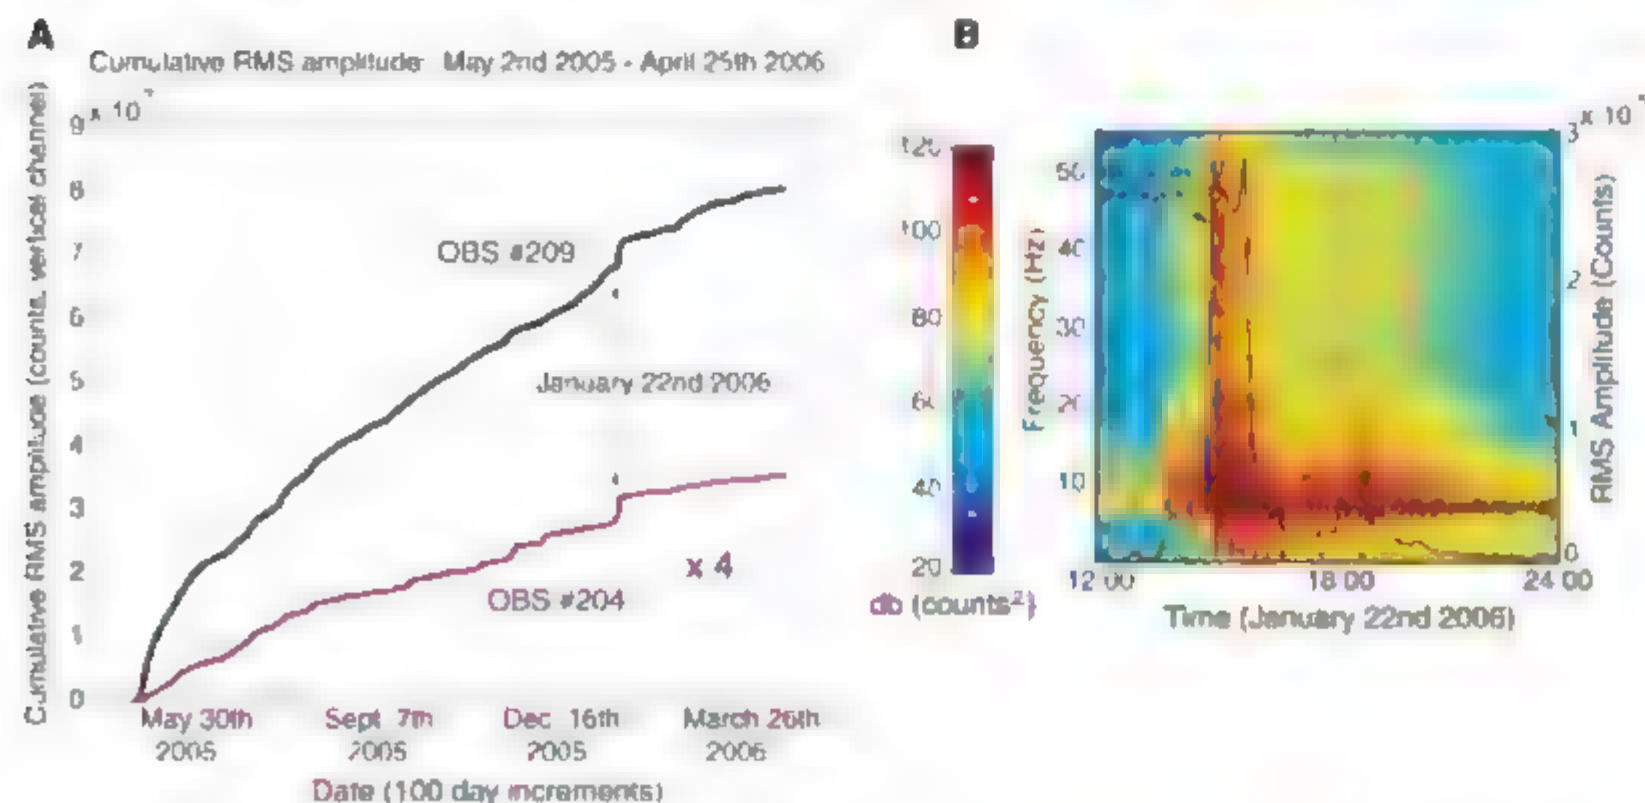 A
Cumulative RMS amplitude May 2nd 2005 - April 25th 2006
Cumulative RMS amplitude (counts, vertical channel)
x 10
9
8
7
6
5
4
3
2
1
0
OBS #209
January 22nd 2006
x 4
OBS #204
May 30th Sept 7th Dec 16th March 26th
2005 2005 2005 2006
Date (100 day increments)
B
120
100
80
60
40
20
db (counts²)
Frequency (Hz)
50
40
30
20
10
x 10
3
2
1
0
RMS Amplitude (Counts)
12 00 18 00 24 00
Time (January 22nd 2006)